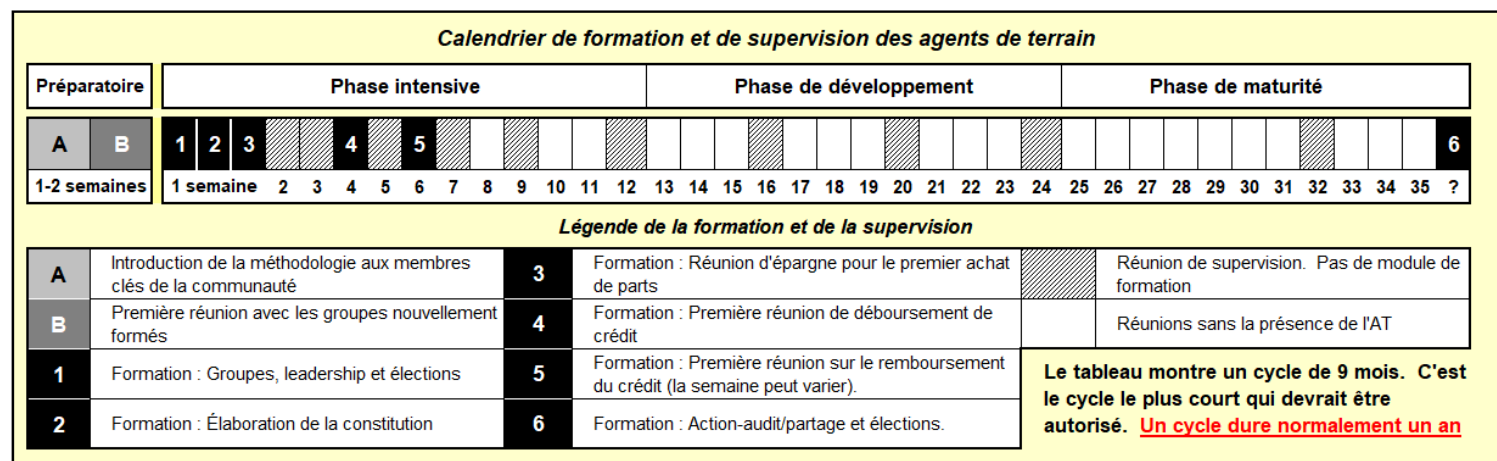 Calendrier de formation et de supervision des agents de terrain
Préparatoire Phase intensive Phase de développement Phase de maturité
A B 1 2 3 4 5 6
1-2 semaines 1 semaine 2 3 4 5 6 7 8 9 10 11 12 13 14 15 16 17 18 19 20 21 22 23 24 25 26 27 28 29 30 31 32 33 34 35 ?
Légende de la formation et de la supervision
A Introduction de la méthodologie aux membres
clés de la communauté
B Première réunion avec les groupes nouvellement
formés
1 Formation : Groupes, leadership et élections
2 Formation : Élaboration de la constitution
3 Formation : Réunion d'épargne pour le premier achat
de parts
4 Formation : Première réunion de déboursement de
crédit
5 Formation : Première réunion sur le remboursement
du crédit (la semaine peut varier).
6 Formation : Action-audit/partage et élections.
Réunion de supervision. Pas de module de
formation
Réunions sans la présence de l'AT
Le tableau montre un cycle de 9 mois. C'est
le cycle le plus court qui devrait être
autorisé. Un cycle dure normalement un an